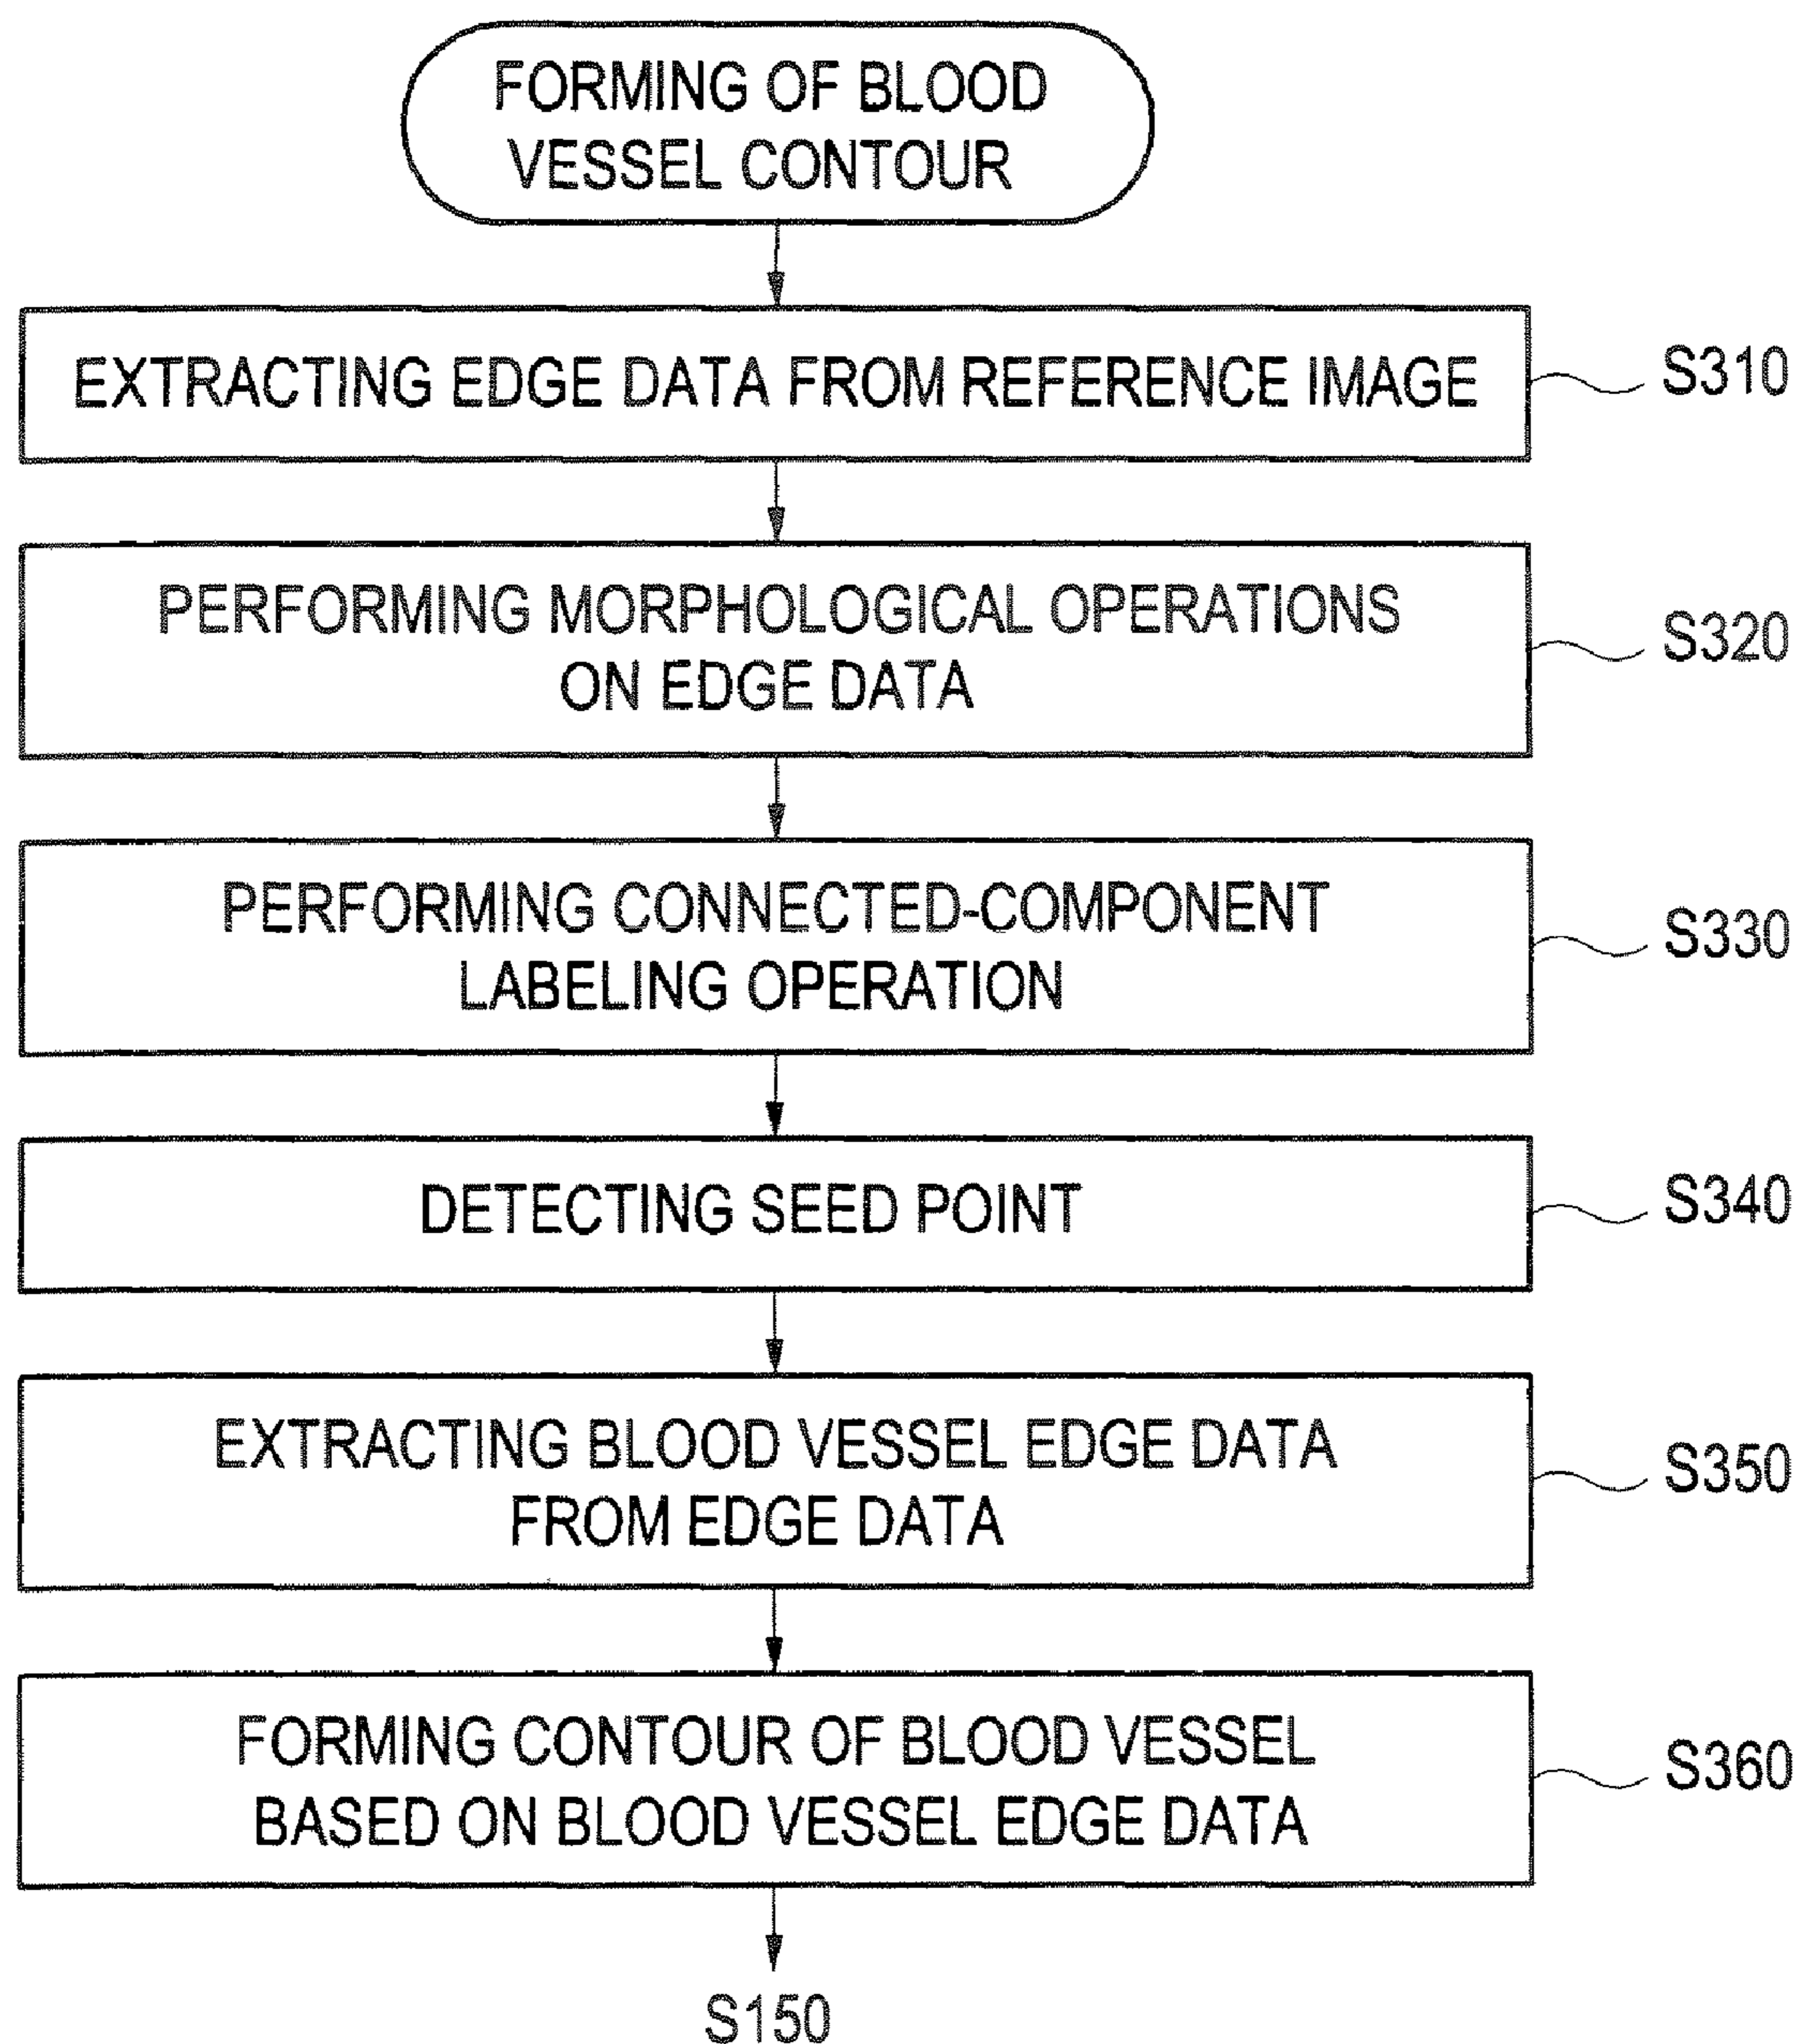 FORMING OF BLOOD
VESSEL CONTOUR
EXTRACTING EDGE DATA FROM REFERENCE IMAGE
S310
PERFORMING MORPHOLOGICAL OPERATIONS
ON EDGE DATA
S320
PERFORMING CONNECTED-COMPONENT
LABELING OPERATION
S330
DETECTING SEED POINT
S340
EXTRACTING BLOOD VESSEL EDGE DATA
FROM EDGE DATA
S350
FORMING CONTOUR OF BLOOD VESSEL
BASED ON BLOOD VESSEL EDGE DATA
S360
S150